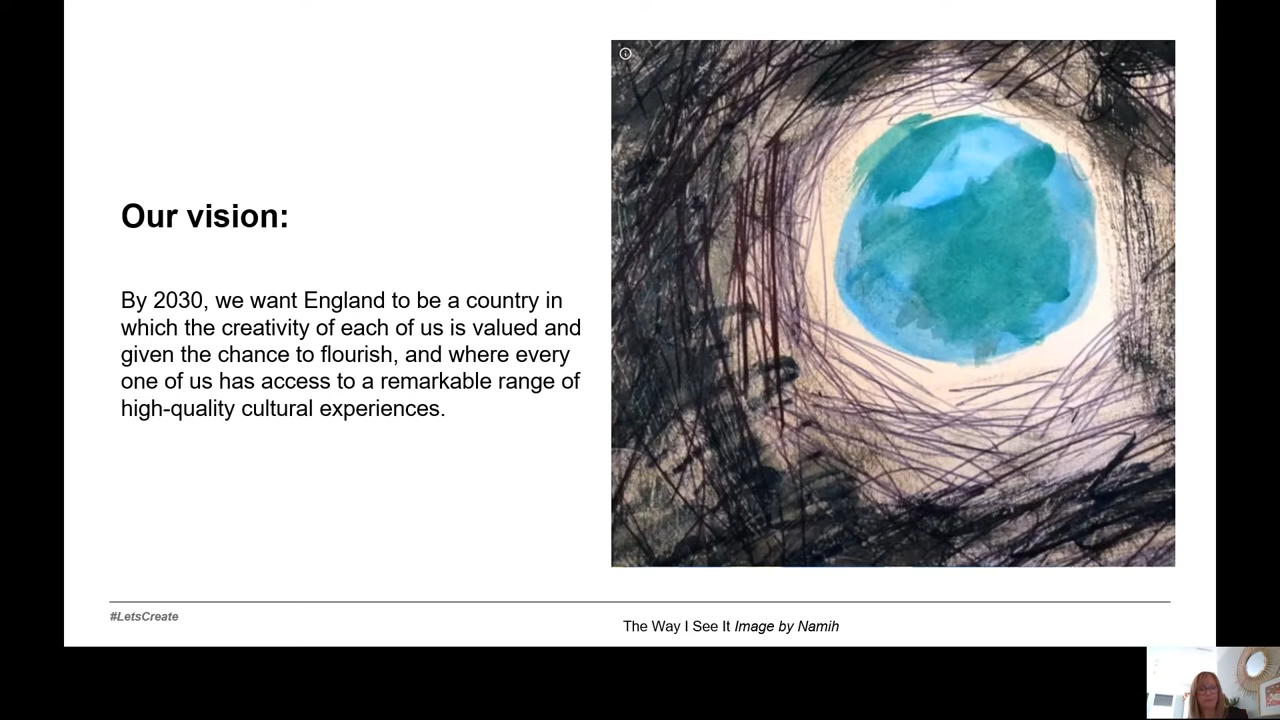 Our vision:
By 2030, we want England to be a country in
which the creativity of each of us is valued and
given the chance to flourish, and where every
one of us has access to a remarkable range of
high-quality cultural experiences.
#LetsCreate
The Way I See It Image by Namih